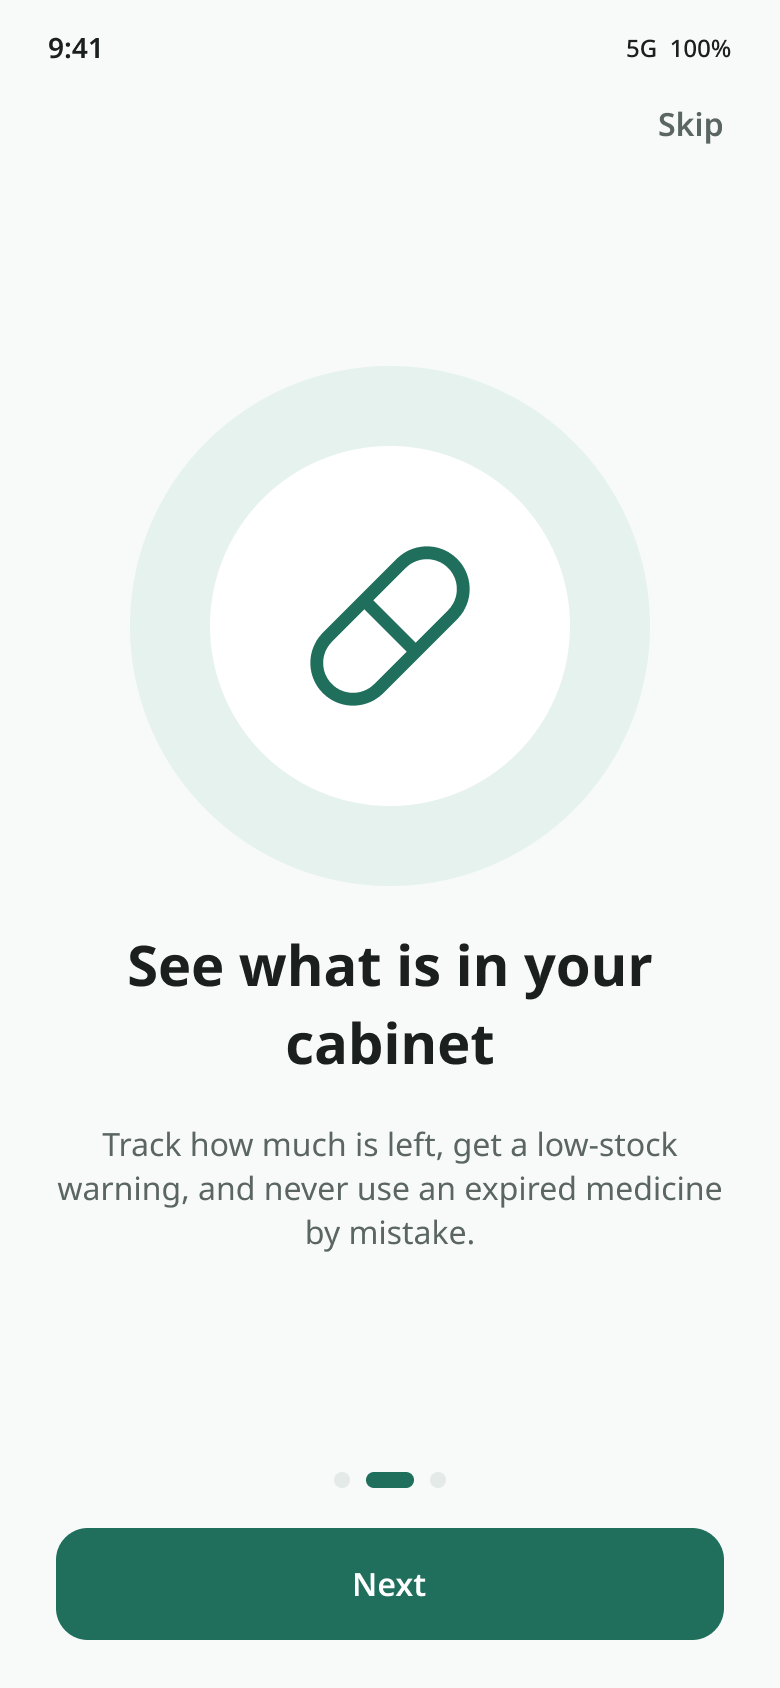 9:41
5G 100%
Skip
See what is in your
cabinet
Track how much is left, get a low-stock
warning, and never use an expired medicine
by mistake.
Next